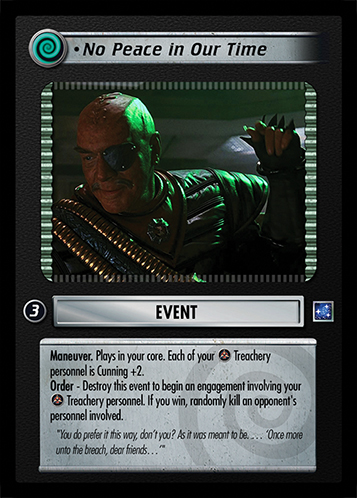 •No Peace in Our Time
3
EVENT
Maneuver. Plays in your core. Each of your Treachery
personnel is Cunning +2.
Order - Destroy this event to begin an engagement involving your
Treachery personnel. If you win, randomly kill an opponent's
personnel involved.
"You do prefer it this way, don't you? As it was meant to be. . . . 'Once more
unto the breach, dear friends. . .'"